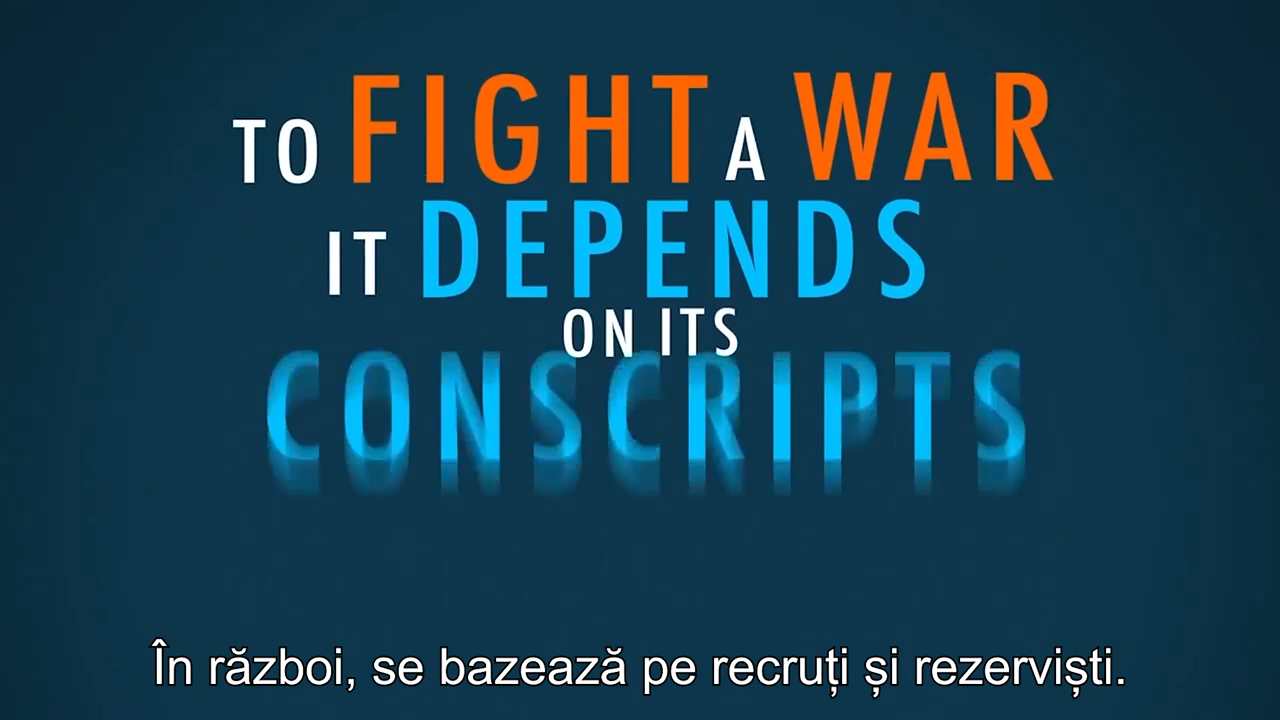 TO FIGHT A WAR
IT DEPENDS
ON ITS
CONSCRIPTS
În război, se bazează pe recruți și rezerviști.